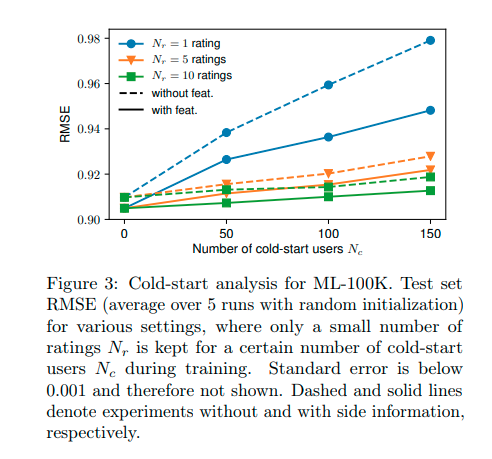 0.98
0.96
0.94
0.92
0.90
RMSE
N_r = 1 rating
N_r = 5 ratings
N_r = 10 ratings
without feat.
with feat.
0
50
100
150
Number of cold-start users N_c
Figure 3: Cold-start analysis for ML-100K. Test set
RMSE (average over 5 runs with random initialization)
for various settings, where only a small number of
ratings N_r is kept for a certain number of cold-start
users N_c during training. Standard error is below
0.001 and therefore not shown. Dashed and solid lines
denote experiments without and with side information,
respectively.